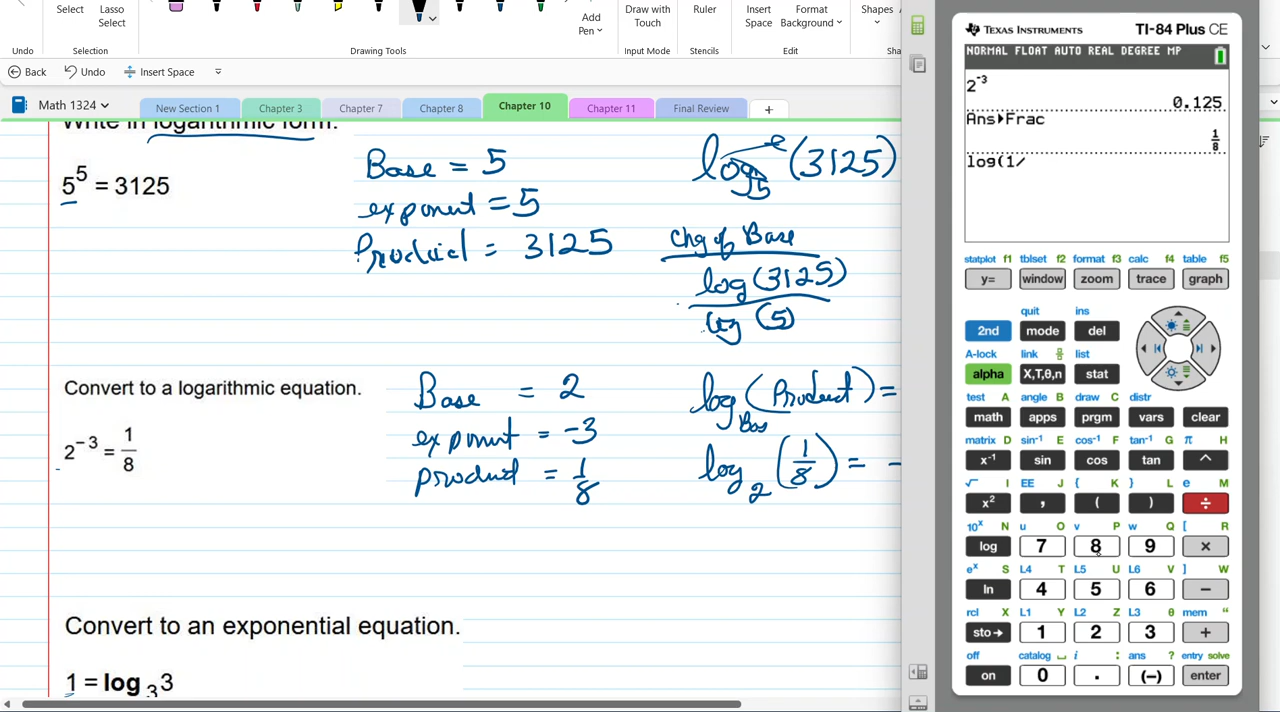 Select
Lasso
Select
Add
Pen
Draw with
Touch
Ruler
Insert
Space
Format
Background
Shapes
Undo
Selection
Drawing Tools
Input Mode
Stencils
Insert
Edit
Sha
Back
Undo
Insert Space
Math 1324
New Section 1
Chapter 3
Chapter 7
Chapter 8
Chapter 10
Chapter 11
Final Review
+
Write in logarithmic form.
5^5 = 3125
Base = 5
exponent = 5
Product = 3125
log_5 (3125)
Chg of Base
log (3125)
log (5)
Convert to a logarithmic equation.
2^-3 = 1/8
Base = 2
exponent = -3
product = 1/8
log_Bas (Product) =
log_2 (1/8) = -
Convert to an exponential equation.
1 = log_3 3
TEXAS INSTRUMENTS TI-84 Plus CE
NORMAL FLOAT AUTO REAL DEGREE MP
2^-3
0.125
Ans▶Frac
1/8
log(1/
statplot f1 tblset f2 format f3 calc f4 table f5
y= window zoom trace graph
quit ins
2nd mode del
A-lock link list
alpha X,T,θ,n stat
test A angle B draw C distr
math apps prgm vars clear
matrix D sin-1 E cos-1 F tan-1 G π H
x-1 sin cos tan ^
√ I EE J { K } L e M
x² , ( ) ÷
10^x N u O v P w Q [ R
log 7 8 9 ×
e^x S L4 T L5 U L6 V ] W
ln 4 5 6 −
rcl X L1 Y L2 Z L3 θ mem "
sto→ 1 2 3 +
off catalog i : ans ? entry solve
on 0 . (−) enter